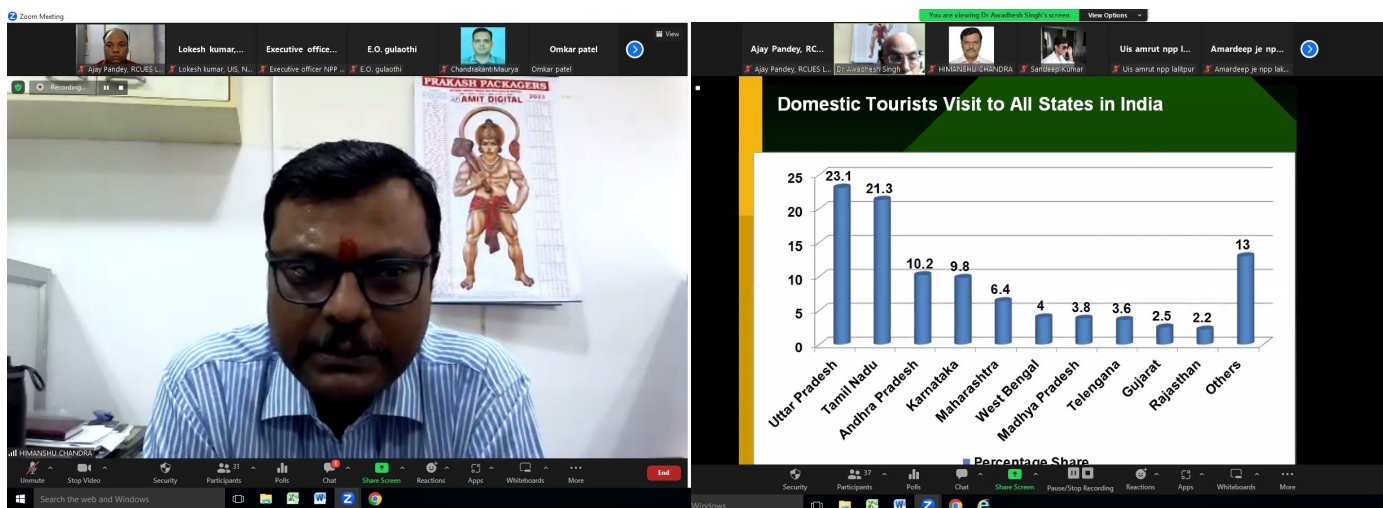 Zoom Meeting
View
Ajay Pandey, RCUES L...
Lokesh kumar,...
Lokesh kumar, UIS, N...
Executive office...
Executive officer NPP ...
E.O. gulaothi
E.O. gulaothi
Chandrakant Maurya
Omkar patel
Omkar patel
Recording...
PRAKASH PACKAGERS
AMIT DIGITAL
2023
HIMANSHU CHANDRA
Unmute
Stop Video
Security
31
Participants
Polls
1
Chat
Share Screen
Reactions
Apps
Whiteboards
More
End
Search the web and Windows
You are viewing Dr Awadhesh Singh's screen
View Options
Ajay Pandey, RC...
Ajay Pandey, RCUES L...
Dr Awadhesh Singh
HIMANSHU CHANDRA
Sandeep Kumar
Uis amrut npp l...
Uis amrut npp lalitpur
Amardeep je np...
Amardeep je npp lak...
Domestic Tourists Visit to All States in India
25
20
15
10
5
0
23.1
21.3
10.2
9.8
6.4
4
3.8
3.6
2.5
2.2
13
Uttar Pradesh
Tamil Nadu
Andhra Pradesh
Karnataka
Maharashtra
West Bengal
Madhya Pradesh
Telengana
Gujarat
Rajasthan
Others
Percentage Share
Security
37
Participants
Polls
Chat
Share Screen
Pause/Stop Recording
Reactions
Apps
Whiteboards
More
Windows